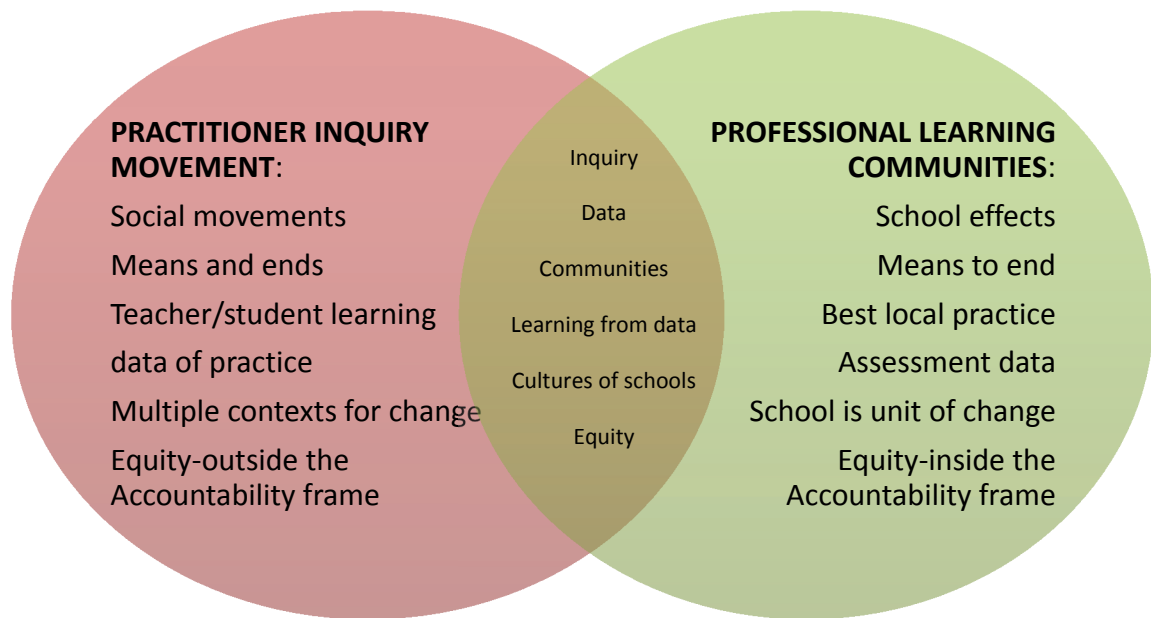 PRACTITIONER INQUIRY
MOVEMENT:
Social movements
Means and ends
Teacher/student learning
data of practice
Multiple contexts for change
Equity-outside the
Accountability frame
Inquiry
Data
Communities
Learning from data
Cultures of schools
Equity
PROFESSIONAL LEARNING
COMMUNITIES:
School effects
Means to end
Best local practice
Assessment data
School is unit of change
Equity-inside the
Accountability frame